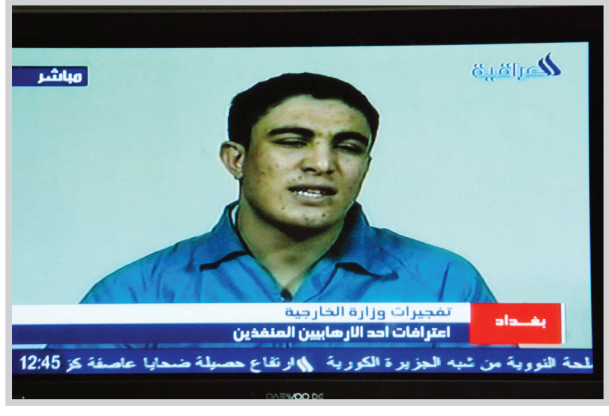 مباشر
العراقية
تفجيرات وزارة الخارجية
بغـداد
اعترافات احد الارهابيين المنفذين
لحة النووية من شبه الجزيرة الكورية ارتفاع حصيلة ضحايا عاصفة كز 12:45
DAEWOO